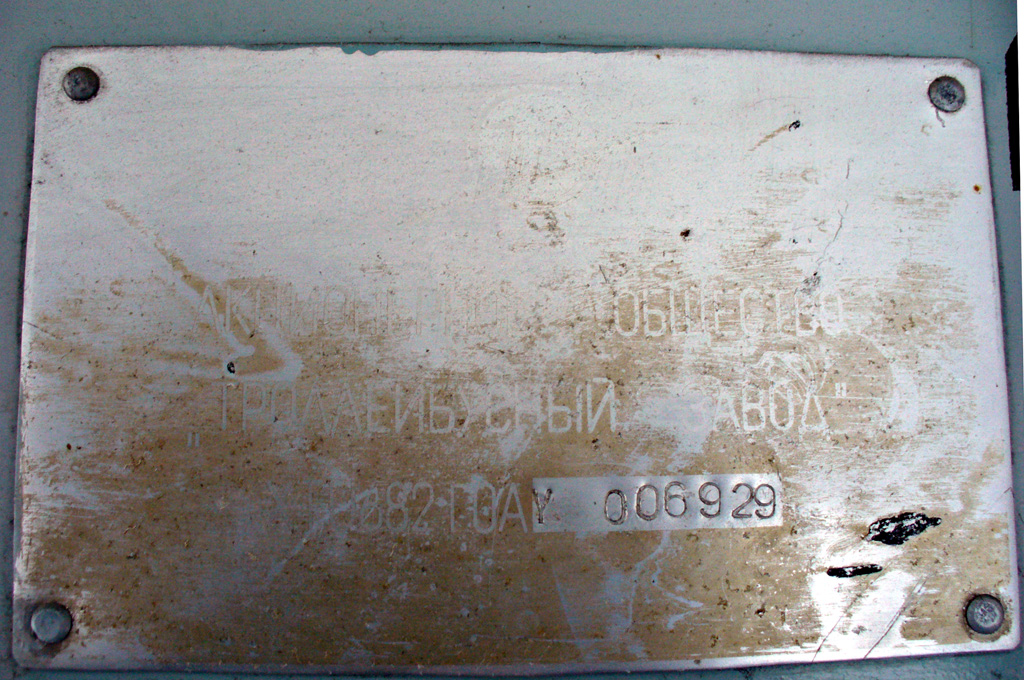 АКЦИОНЕРНОЕ ОБЩЕСТВО
„ТРОЛЛЕЙБУСНЫЙ ЗАВОД"
Y 006929